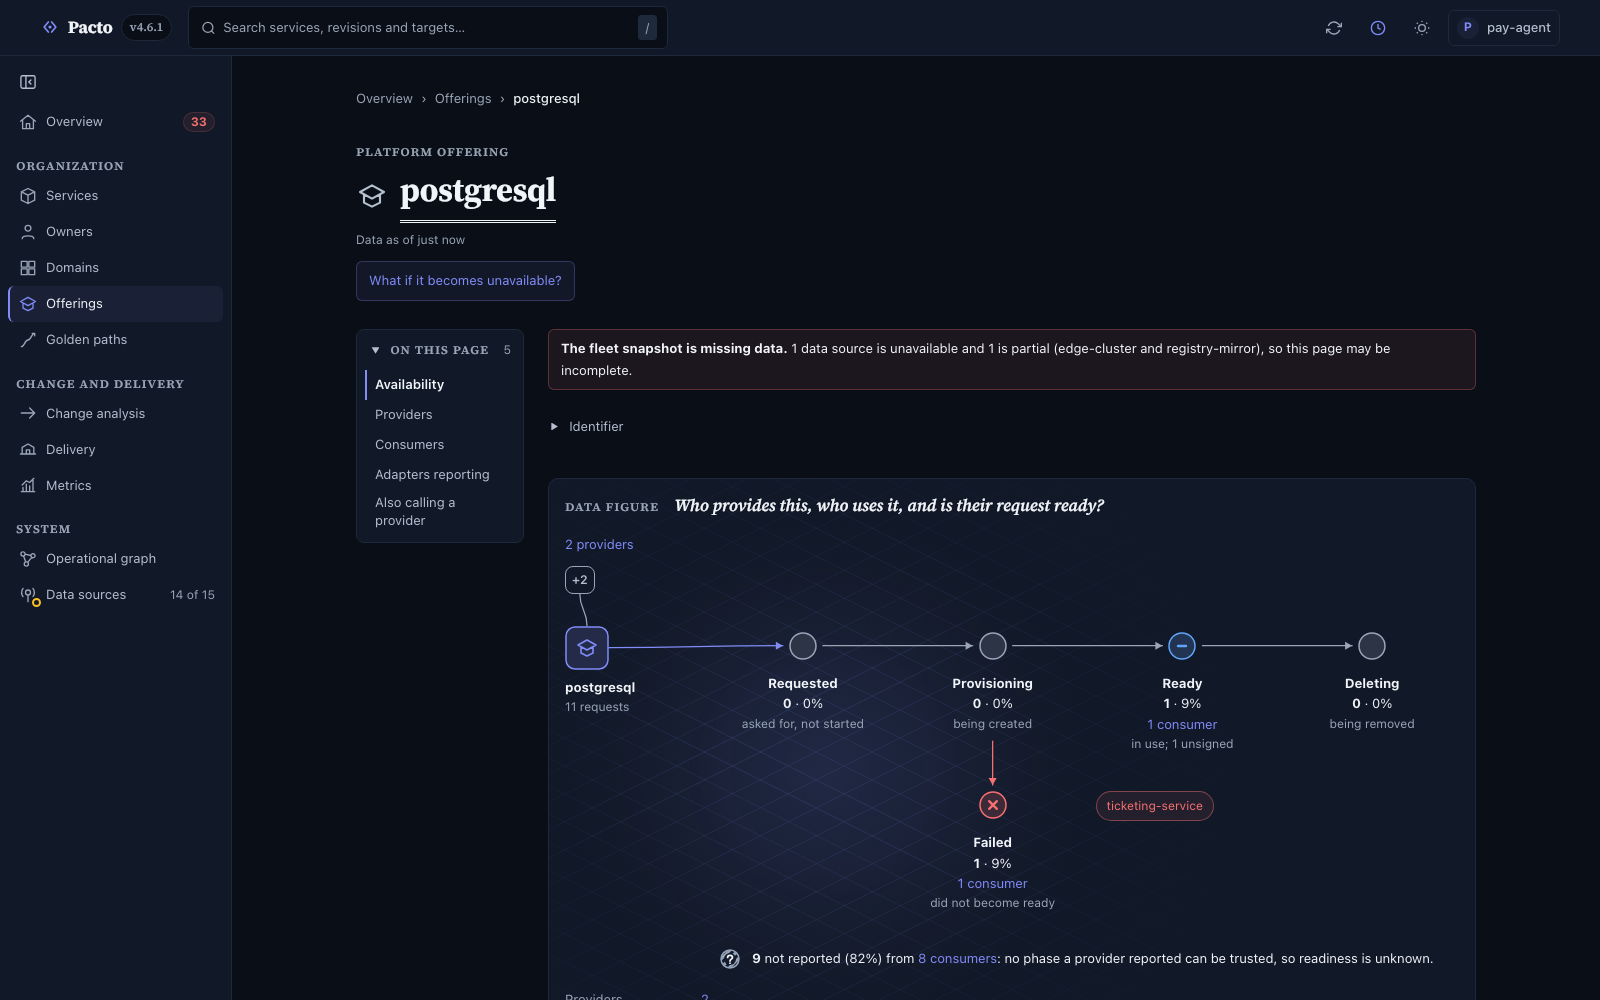 Pacto v4.6.1
Search services, revisions and targets... /
P pay-agent
Overview 33
ORGANIZATION
Services
Owners
Domains
Offerings
Golden paths
CHANGE AND DELIVERY
Change analysis
Delivery
Metrics
SYSTEM
Operational graph
Data sources 14 of 15
Overview › Offerings › postgresql
PLATFORM OFFERING
postgresql
Data as of just now
What if it becomes unavailable?
ON THIS PAGE 5
Availability
Providers
Consumers
Adapters reporting
Also calling a
provider
The fleet snapshot is missing data. 1 data source is unavailable and 1 is partial (edge-cluster and registry-mirror), so this page may be
incomplete.
Identifier
DATA FIGURE Who provides this, who uses it, and is their request ready?
2 providers
+2
postgresql
11 requests
Requested
0 · 0%
asked for, not started
Provisioning
0 · 0%
being created
Ready
1 · 9%
1 consumer
in use; 1 unsigned
Deleting
0 · 0%
being removed
ticketing-service
Failed
1 · 9%
1 consumer
did not become ready
? 9 not reported (82%) from 8 consumers: no phase a provider reported can be trusted, so readiness is unknown.
Providers 2